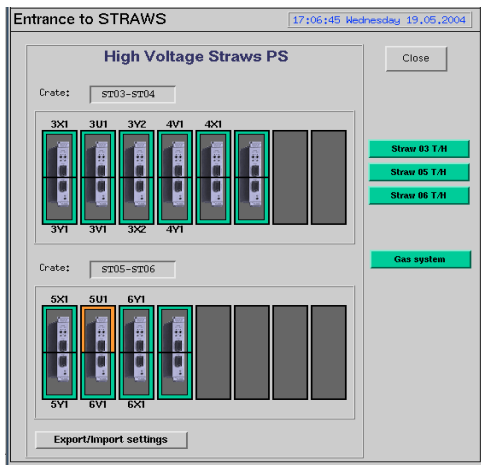 Entrance to STRAWS
17:06:45 Wednesday 19.05.2004
High Voltage Straws PS
Close
Crate: ST03-ST04
3X1 3U1 3Y2 4V1 4X1
3Y1 3V1 3X2 4Y1
Straw 03 T/H
Straw 05 T/H
Straw 06 T/H
Gas system
Crate: ST05-ST06
5X1 5U1 6Y1
5Y1 6V1 6X1
Export/Import settings